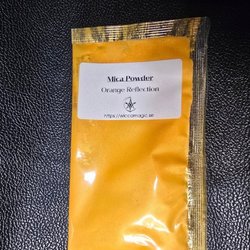 Mica Powder
Orange Reflection
https://wiccamagic.se